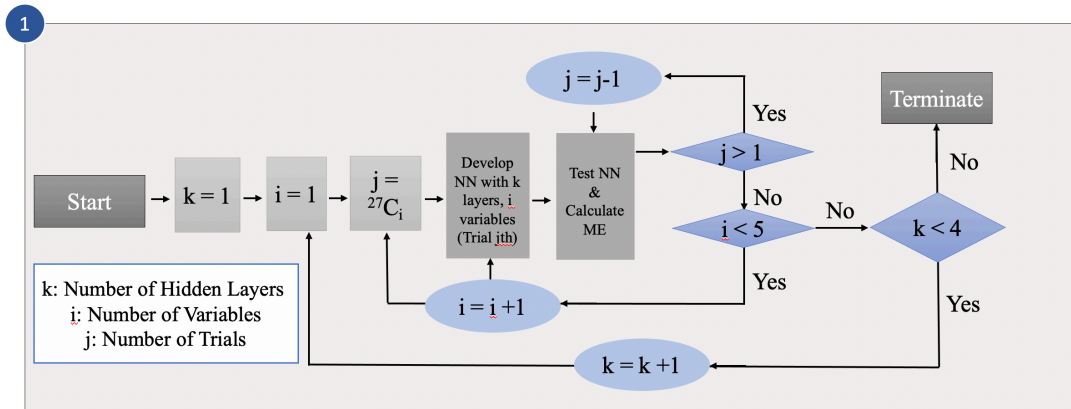 1
Start
k = 1
i = 1
j =
²⁷Cᵢ
Develop
NN with k
layers, i
variables
(Trial jth)
Test NN
&
Calculate
ME
j = j-1
j > 1
Yes
No
i < 5
No
Yes
i = i +1
k < 4
No
Terminate
Yes
k = k +1
k: Number of Hidden Layers
i: Number of Variables
j: Number of Trials